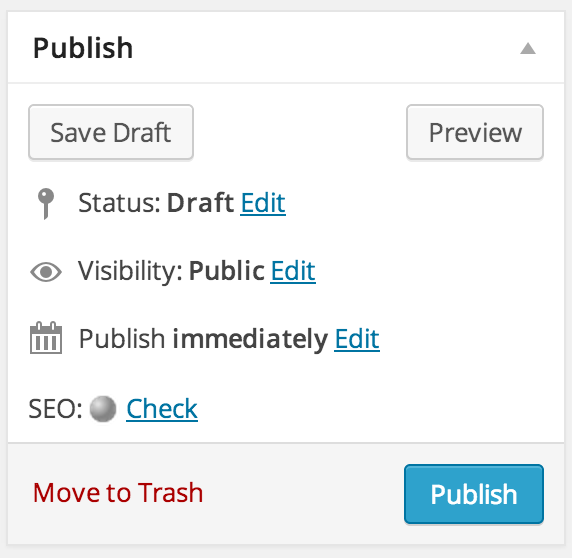 Publish
Save Draft Preview
Status: Draft Edit
Visibility: Public Edit
Publish immediately Edit
SEO: Check
Move to Trash Publish